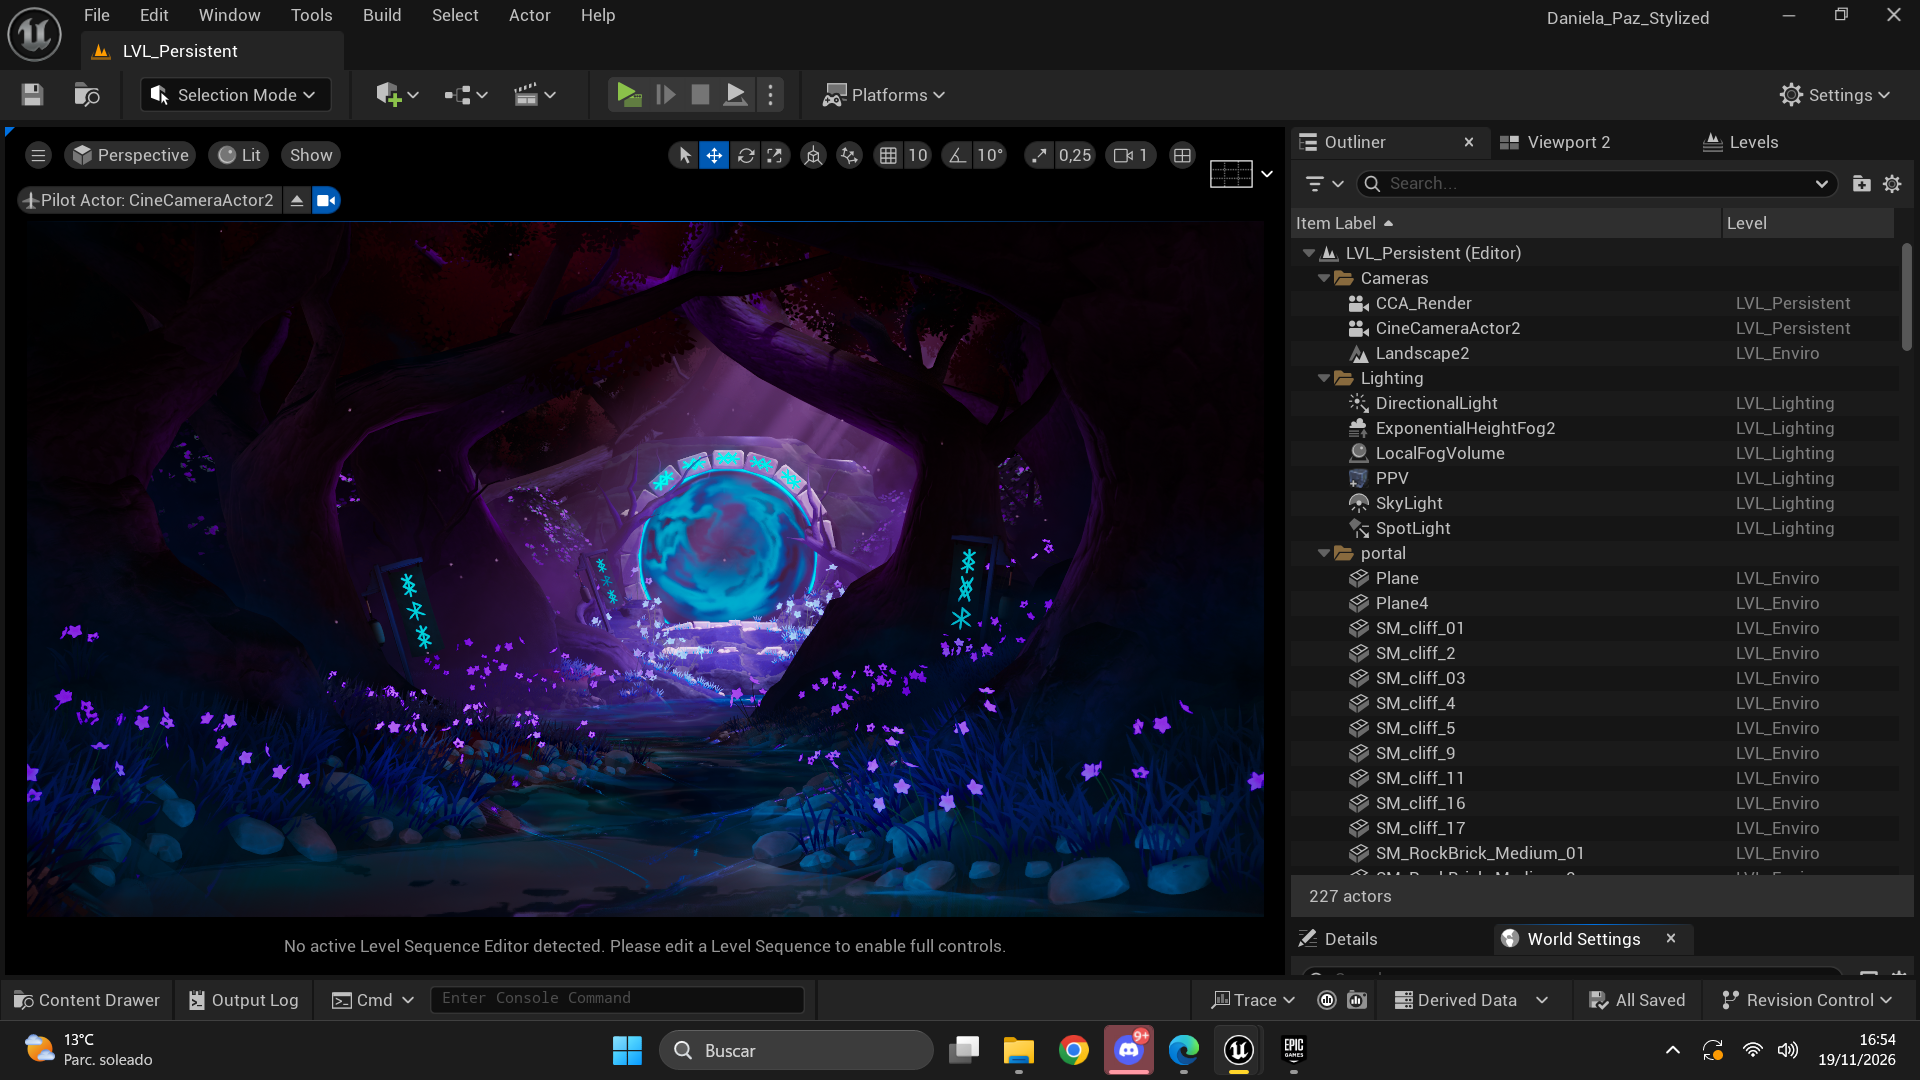 File Edit Window Tools Build Select Actor Help
Daniela_Paz_Stylized
LVL_Persistent
Selection Mode
Platforms
Settings
Perspective
Lit
Show
10
10°
0,25
1
Pilot Actor: CineCameraActor2
No active Level Sequence Editor detected. Please edit a Level Sequence to enable full controls.
Outliner
Viewport 2
Levels
Search...
Item Label Level
LVL_Persistent (Editor)
Cameras
CCA_Render LVL_Persistent
CineCameraActor2 LVL_Persistent
Landscape2 LVL_Enviro
Lighting
DirectionalLight LVL_Lighting
ExponentialHeightFog2 LVL_Lighting
LocalFogVolume LVL_Lighting
PPV LVL_Lighting
SkyLight LVL_Lighting
SpotLight LVL_Lighting
portal
Plane LVL_Enviro
Plane4 LVL_Enviro
SM_cliff_01 LVL_Enviro
SM_cliff_2 LVL_Enviro
SM_cliff_03 LVL_Enviro
SM_cliff_4 LVL_Enviro
SM_cliff_5 LVL_Enviro
SM_cliff_9 LVL_Enviro
SM_cliff_11 LVL_Enviro
SM_cliff_16 LVL_Enviro
SM_cliff_17 LVL_Enviro
SM_RockBrick_Medium_01 LVL_Enviro
227 actors
Details
World Settings
Content Drawer
Output Log
Cmd
Enter Console Command
Trace
Derived Data
All Saved
Revision Control
13°C
Parc. soleado
Buscar
9+
EPIC
GAMES
16:54
19/11/2026